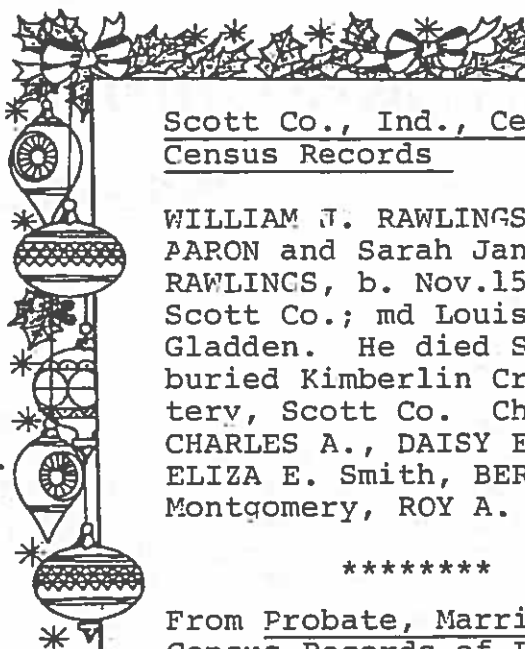 Scott Co., Ind., Ce
Census Records
WILLIAM J. RAWLINGS
AARON and Sarah Jan
RAWLINGS, b. Nov.15
Scott Co.; md Louis
Gladden. He died S
buried Kimberlin Cr
tery, Scott Co. Ch
CHARLES A., DAISY E
ELIZA E. Smith, BER
Montgomery, ROY A.
********
From Probate, Marri
Census Records of J